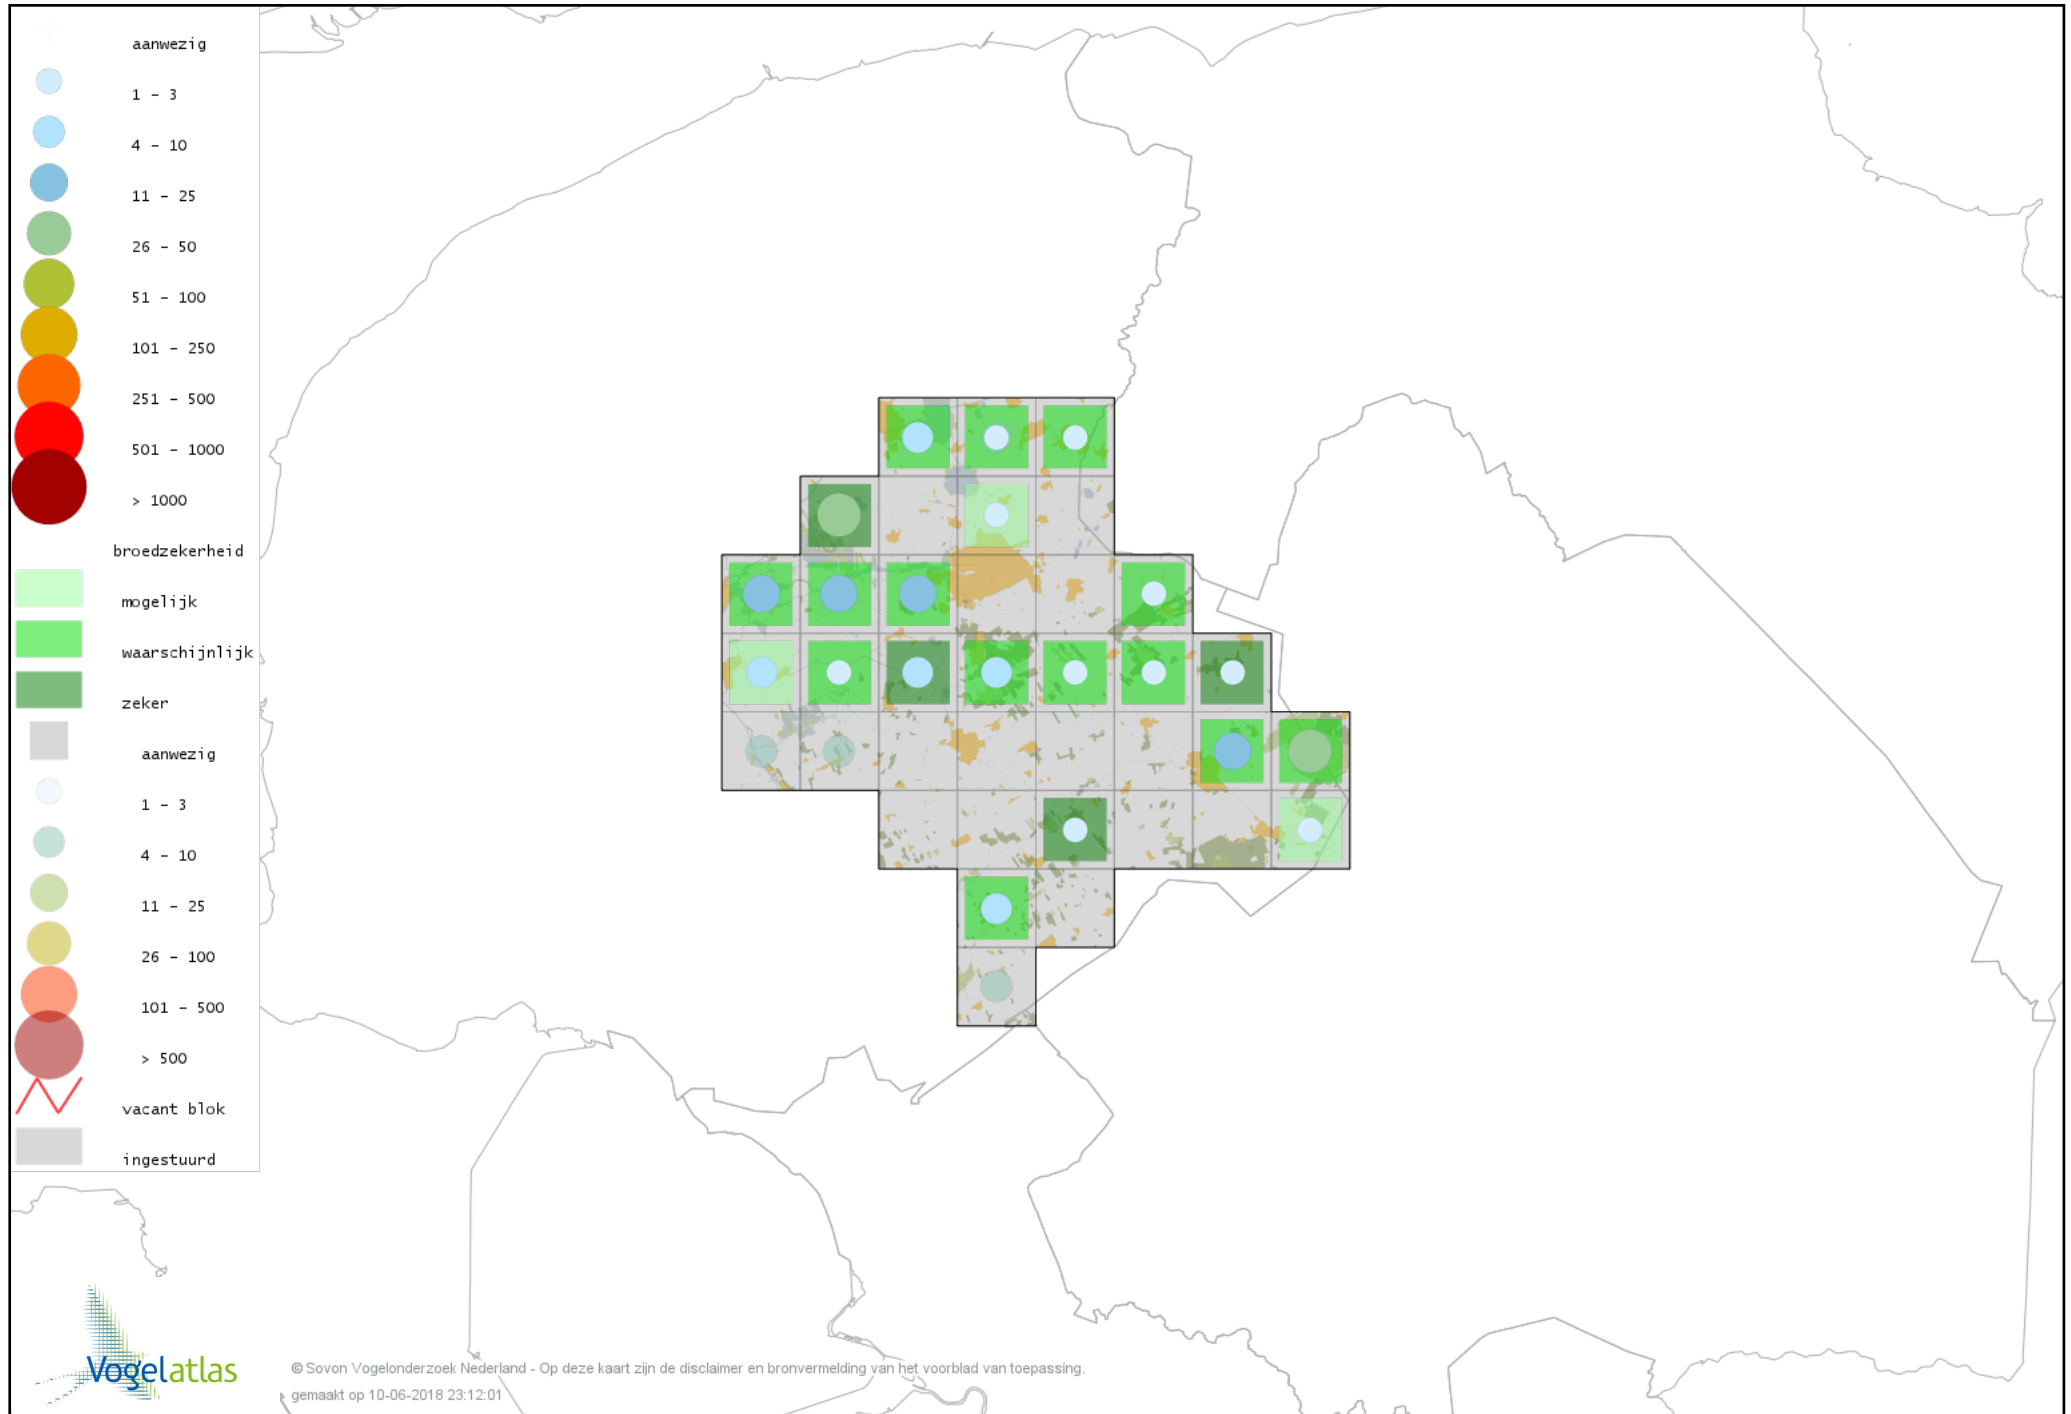 aanwezig
1 - 3
4 - 10
11 - 25
26 - 50
51 - 100
101 - 250
251 - 500
501 - 1000
> 1000
broedzekerheid
mogelijk
waarschijnlijk
zeker
aanwezig
1 - 3
4 - 10
11 - 25
26 - 100
101 - 500
> 500
vacant blok
ingestuurd
Vogelatlas
© Sovon Vogelonderzoek Nederland - Op deze kaart zijn de disclaimer en bronvermelding van het voorblad van toepassing.
gemaakt op 10-06-2018 23:12:01